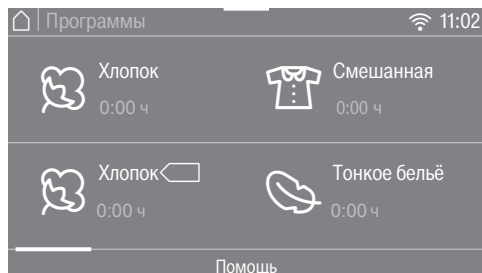 Программы 11:02
Хлопок
0:00 ч
Смешанная
0:00 ч
Хлопок
0:00 ч
Тонкое бельё
0:00 ч
Помощь